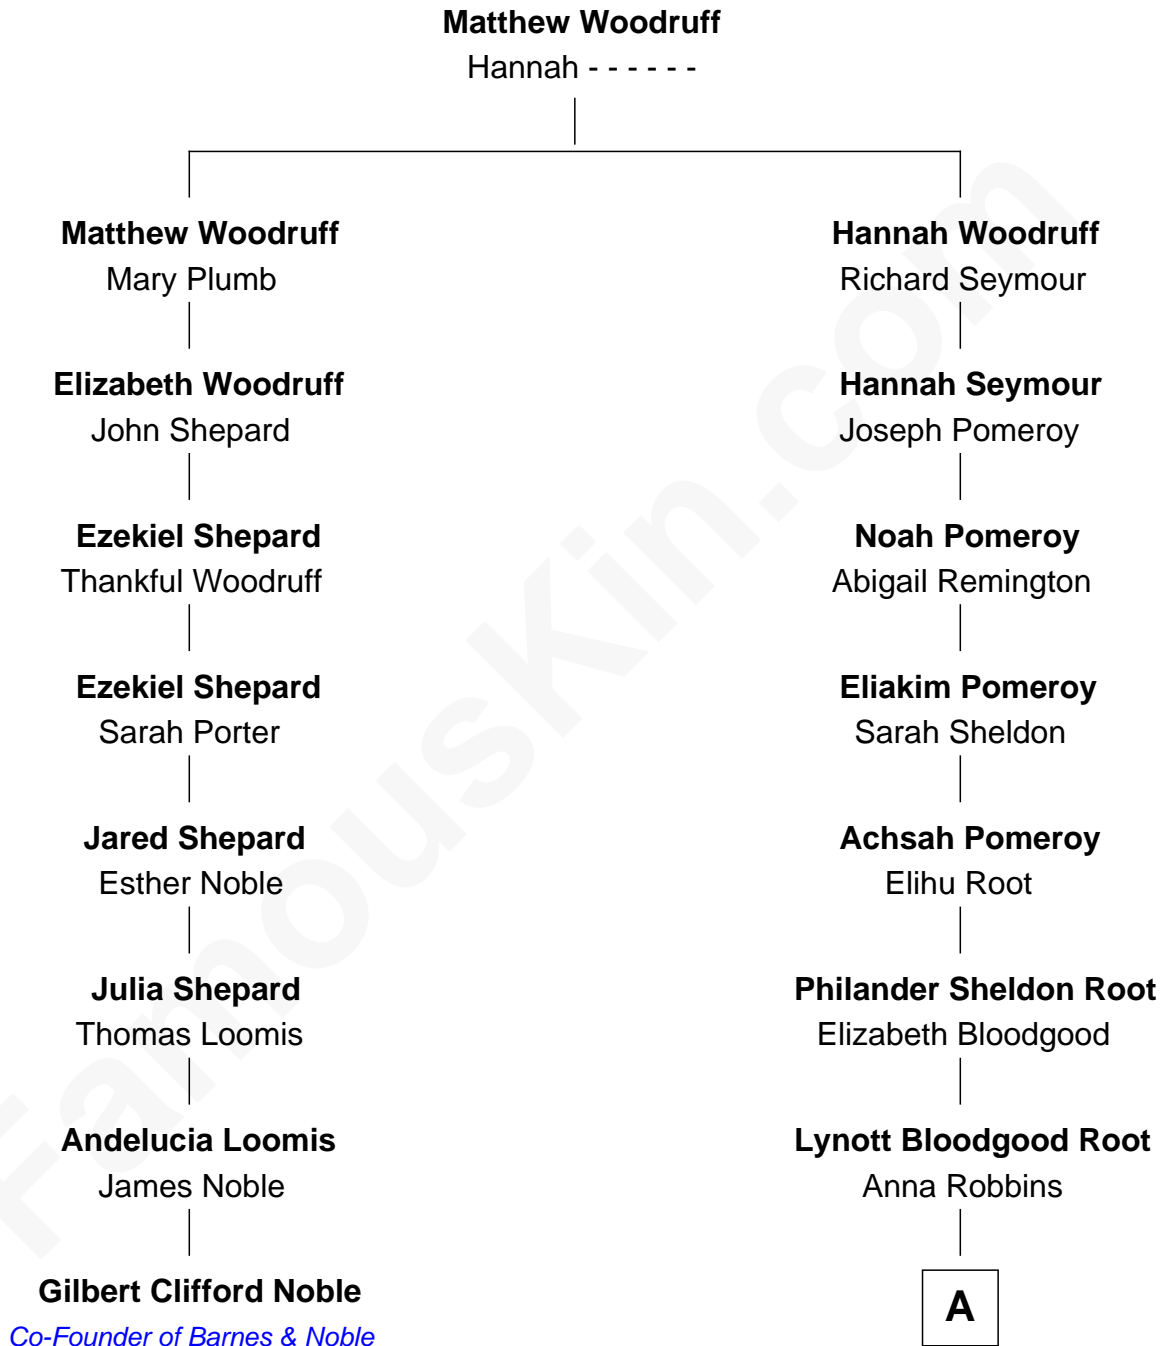 Matthew Woodruff
Hannah - - - - - -
Matthew Woodruff
Mary Plumb
Elizabeth Woodruff
John Shepard
Ezekiel Shepard
Thankful Woodruff
Ezekiel Shepard
Sarah Porter
Jared Shepard
Esther Noble
Julia Shepard
Thomas Loomis
Andelucia Loomis
James Noble
Gilbert Clifford Noble
Co-Founder of Barnes & Noble
Hannah Woodruff
Richard Seymour
Hannah Seymour
Joseph Pomeroy
Noah Pomeroy
Abigail Remington
Eliakim Pomeroy
Sarah Sheldon
Achsah Pomeroy
Elihu Root
Philander Sheldon Root
Elizabeth Bloodgood
Lynott Bloodgood Root
Anna Robbins
A
FamousKin.com